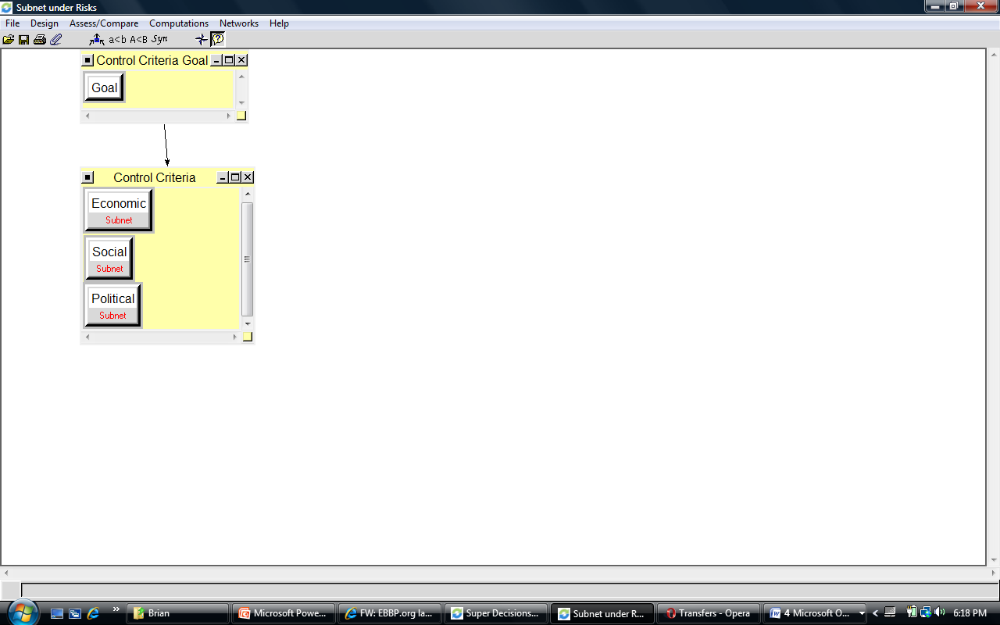 Subnet under Risks
File Design Assess/Compare Computations Networks Help
a<b A<B Syn
Control Criteria Goal
Goal
Control Criteria
Economic
Subnet
Social
Subnet
Political
Subnet
Brian
Microsoft Powe...
FW: EBBP.org la...
Super Decisions...
Subnet under R...
Transfers - Opera
4 Microsoft O...
6:18 PM